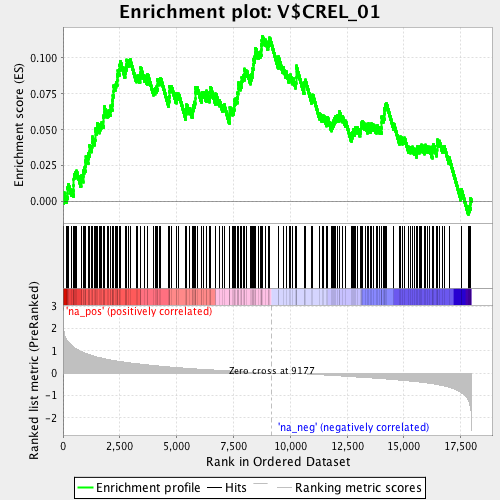 Enrichment plot: V$CREL_01
Enrichment score (ES)
0.100
0.075
0.050
0.025
0.000
'na_pos' (positively correlated)
Ranked list metric (PreRanked)
3
2
1
0
-1
-2
Zero cross at 9177
'na_neg' (negatively correlated)
0
2,500
5,000
7,500
10,000
12,500
15,000
17,500
Rank in Ordered Dataset
Enrichment profile
Hits
Ranking metric scores